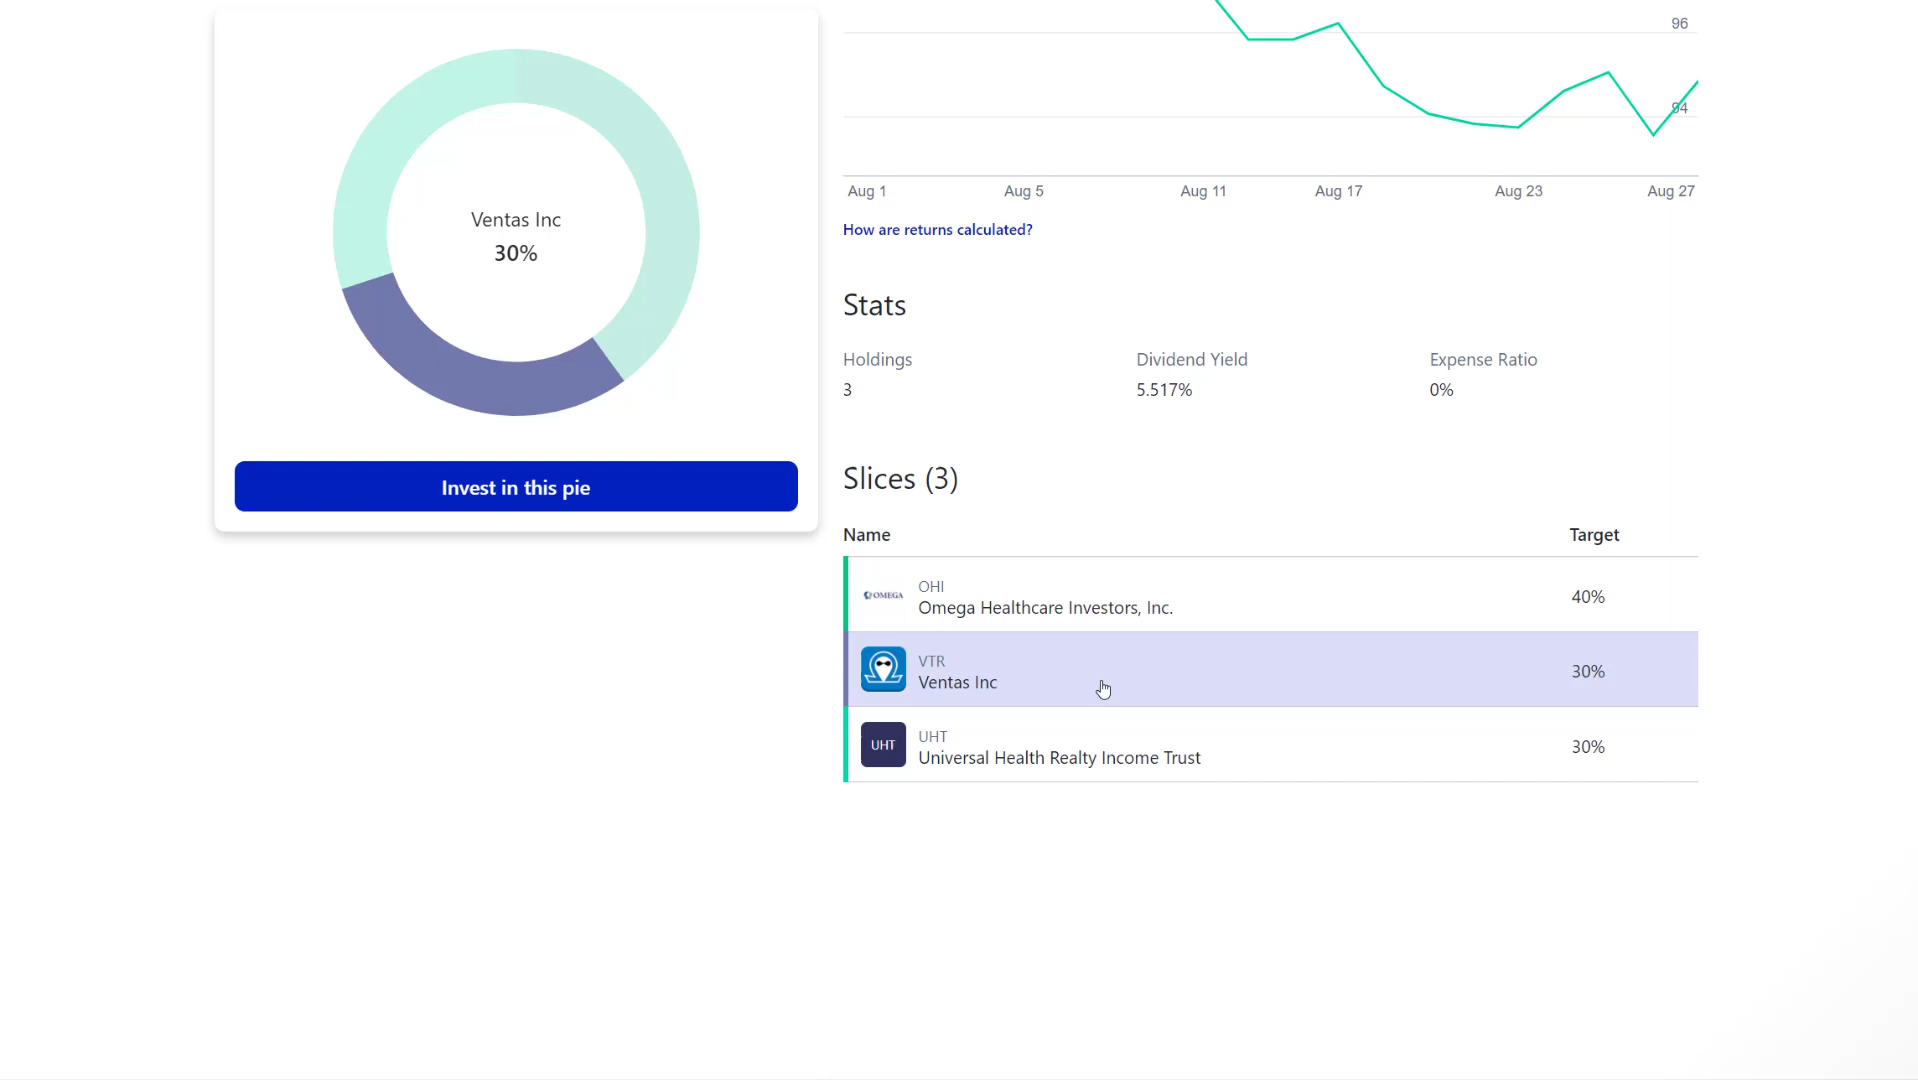 Ventas Inc
30%
Invest in this pie
96
94
Aug 1 Aug 5 Aug 11 Aug 17 Aug 23 Aug 27
How are returns calculated?
Stats
Holdings Dividend Yield Expense Ratio
3 5.517% 0%
Slices (3)
Name Target
OMEGA
OHI
Omega Healthcare Investors, Inc.
40%
VTR
Ventas Inc
30%
UHT
UHT
Universal Health Realty Income Trust
30%